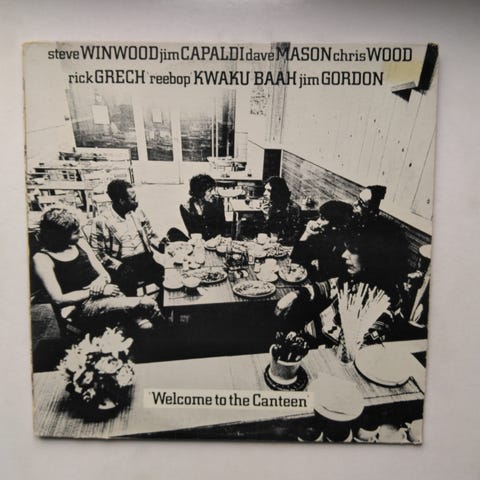 steve WINWOOD jim CAPALDI dave MASON chris WOOD
rick GRECH 'reebop' KWAKU BAAH jim GORDON
'Welcome to the Canteen'